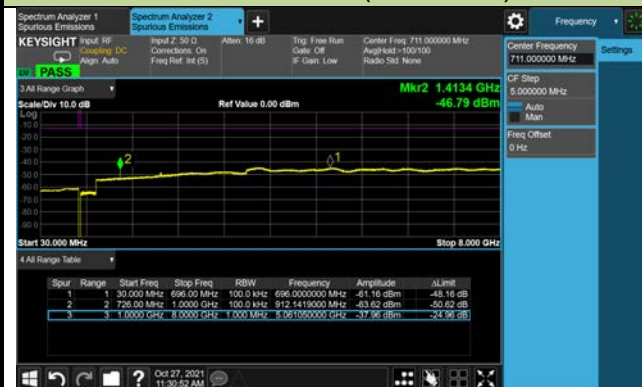 Spectrum Analyzer 1
Spurious Emissions
Spectrum Analyzer 2
Spurious Emissions
+
Frequency
KEYSIGHT
Input: RF
Coupling: DC
Align: Auto
Input Z: 50 Ω
Corrections: On
Freq Ref: Int (S)
Atten: 16 dB
Trig: Free Run
Gate: Off
IF Gain: Low
Center Freq: 711.000000 MHz
Avg|Hold:>100/100
Radio Std: None
PASS
Center Frequency
711.000000 MHz
Settings
CF Step
5.000000 MHz
Auto
Man
Freq Offset
0 Hz
3 All Range Graph
Mkr2 1.4134 GHz
Scale/Div 10.0 dB
Ref Value 0.00 dBm
-46.79 dBm
Log
-10.0
-20.0
-30.0
-40.0
-50.0
-60.0
-70.0
-80.0
-90.0
2
1
Start 30.000 MHz
Stop 8.000 GHz
4 All Range Table
Spur Range Start Freq Stop Freq RBW Frequency Amplitude ΔLimit
1 1 30.000 MHz 696.00 MHz 100.0 kHz 696.0000000 MHz -61.16 dBm -48.16 dB
2 2 726.00 MHz 1.0000 GHz 100.0 kHz 912.1419000 MHz -63.62 dBm -50.62 dB
3 3 1.0000 GHz 8.0000 GHz 1.000 MHz 5.061050000 GHz -37.96 dBm -24.96 dB
?
Oct 27, 2021
11:30:52 AM